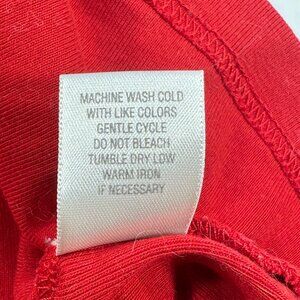 MACHINE WASH COLD
WITH LIKE COLORS
GENTLE CYCLE
DO NOT BLEACH
TUMBLE DRY LOW
WARM IRON
IF NECESSARY